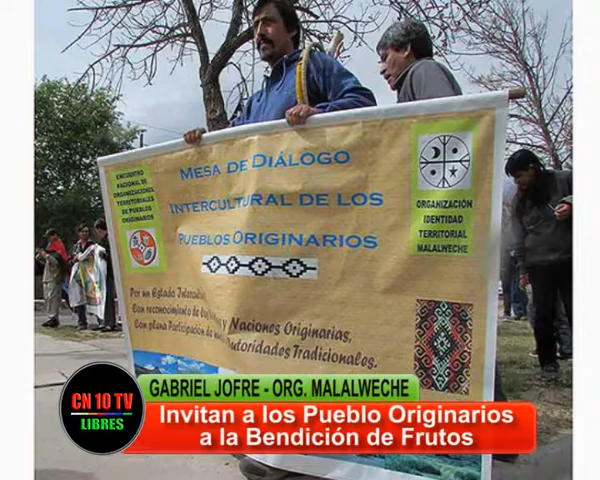 ENCUENTRO
NACIONAL DE
ORGANIZACIONES
TERRITORIALES
DE PUEBLOS
ORIGINARIOS
MESA DE DIÁLOGO
INTERCULTURAL DE LOS
PUEBLOS ORIGINARIOS
ORGANIZACIÓN
IDENTIDAD
TERRITORIAL
MALALWECHE
Por un Estado
Con reconocimiento de y Naciones Originarias,
Con plena Participación de Autoridades Tradicionales.
CN 10 TV
LIBRES
GABRIEL JOFRE - ORG. MALALWECHE
Invitan a los Pueblo Originarios
a la Bendición de Frutos